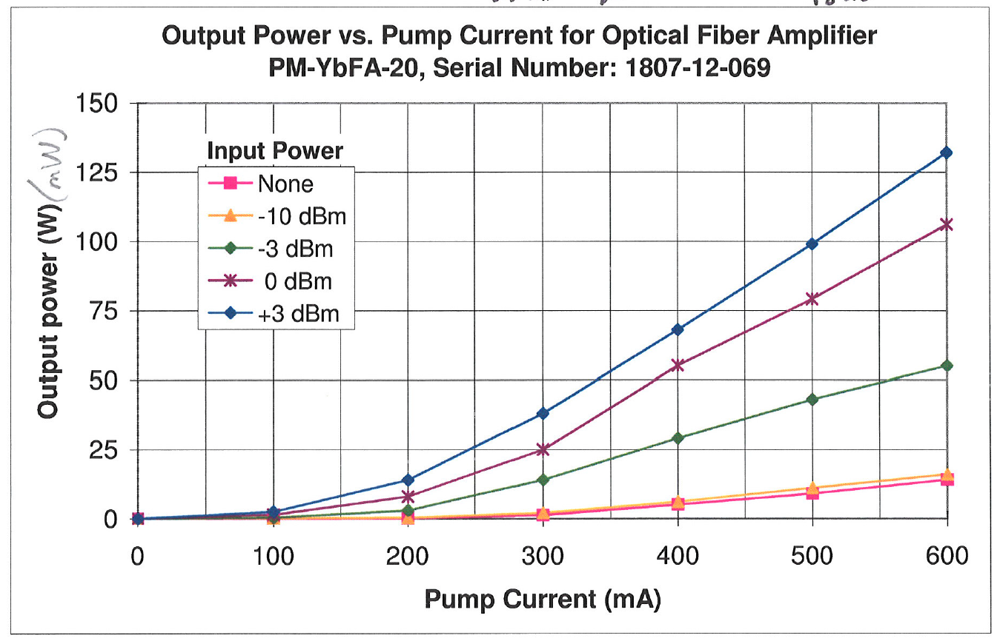 Output Power vs. Pump Current for Optical Fiber Amplifier
PM-YbFA-20, Serial Number: 1807-12-069
Output power (W) (mW)
150
125
100
75
50
25
0
Input Power
None
-10 dBm
-3 dBm
0 dBm
+3 dBm
0 100 200 300 400 500 600
Pump Current (mA)